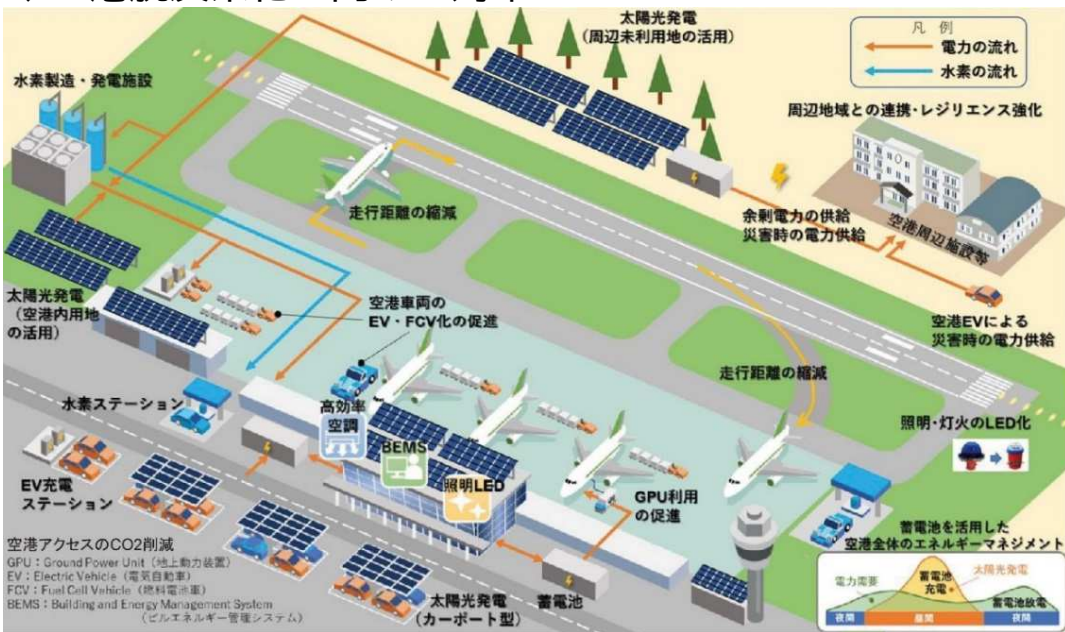 太陽光発電
(周辺未利用地の活用)
凡 例
電力の流れ
水素の流れ
水素製造・発電施設
周辺地域との連携・レジリエンス強化
走行距離の縮減
余剰電力の供給
災害時の電力供給
空港周辺施設等
太陽光発電
(空港内用地
の活用)
空港車両の
EV・FCV化の促進
空港EVによる
災害時の電力供給
走行距離の縮減
水素ステーション
高効率
空調
BEMS
照明LED
照明・灯火のLED化
EV充電
ステーション
GPU利用
の促進
蓄電池を活用した
空港全体のエネルギーマネジメント
空港アクセスのCO2削減
GPU:Ground Power Unit(地上動力装置)
EV:Electric Vehicle(電気自動車)
FCV:Fuel Cell Vehicle(燃料電池車)
BEMS:Building and Energy Management System
(ビルエネルギー管理システム)
太陽光発電
(カーポート型)
蓄電池
電力需要
蓄電池
充電
太陽光発電
蓄電池放電
夜間
昼間
夜間